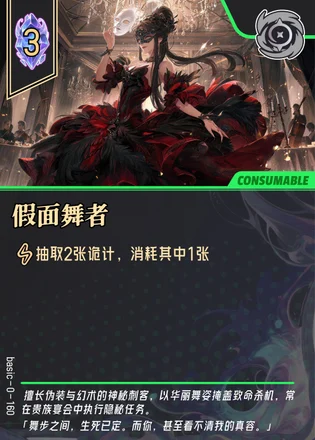 3
CONSUMABLE
假面舞者
抽取2张诡计，消耗其中1张
basic-0-160
擅长伪装与幻术的神秘刺客，以华丽舞姿掩盖致命杀机，常
在贵族宴会中执行隐秘任务。
「舞步之间，生死已定。而你，甚至看不清我的真容。」